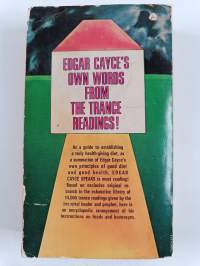 EDGAR CAYCE'S
OWN WORDS
FROM
THE TRANCE
READINGS!
As a guide to establishing
a truly health-giving diet, as
a summation of Edgar Cayce's
own principles of good diet
and good health, EDGAR
CAYCE SPEAKS is must reading!
Based on exclusive original re-
search in the exhaustive library of
14,000 trance readings given by the
renowned healer and prophet, here is
an encyclopedic arrangement of his
instructions on foods and beverages.